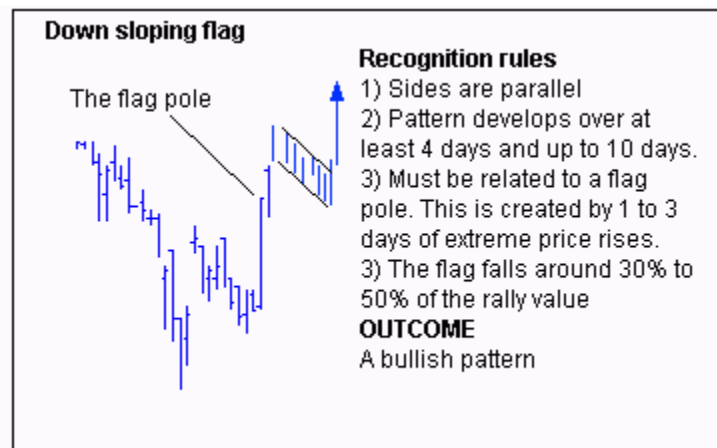 Down sloping flag
The flag pole
Recognition rules
1) Sides are parallel
2) Pattern develops over at
least 4 days and up to 10 days.
3) Must be related to a flag
pole. This is created by 1 to 3
days of extreme price rises.
3) The flag falls around 30% to
50% of the rally value
OUTCOME
A bullish pattern